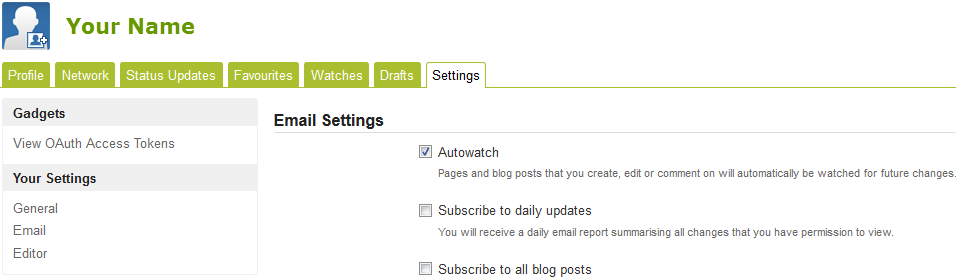 Your Name
Profile Network Status Updates Favourites Watches Drafts Settings
Gadgets
View OAuth Access Tokens
Your Settings
General
Email
Editor
Email Settings
Autowatch
Pages and blog posts that you create, edit or comment on will automatically be watched for future changes.
Subscribe to daily updates
You will receive a daily email report summarising all changes that you have permission to view.
Subscribe to all blog posts